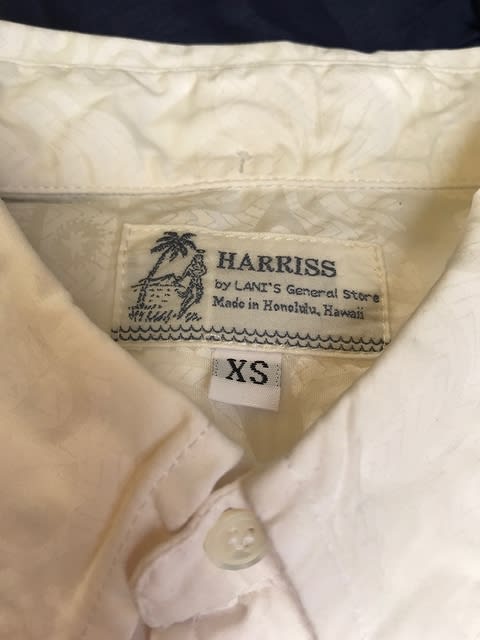 HARRISS
by LANI'S General Store
Made in Honolulu, Hawaii
XS